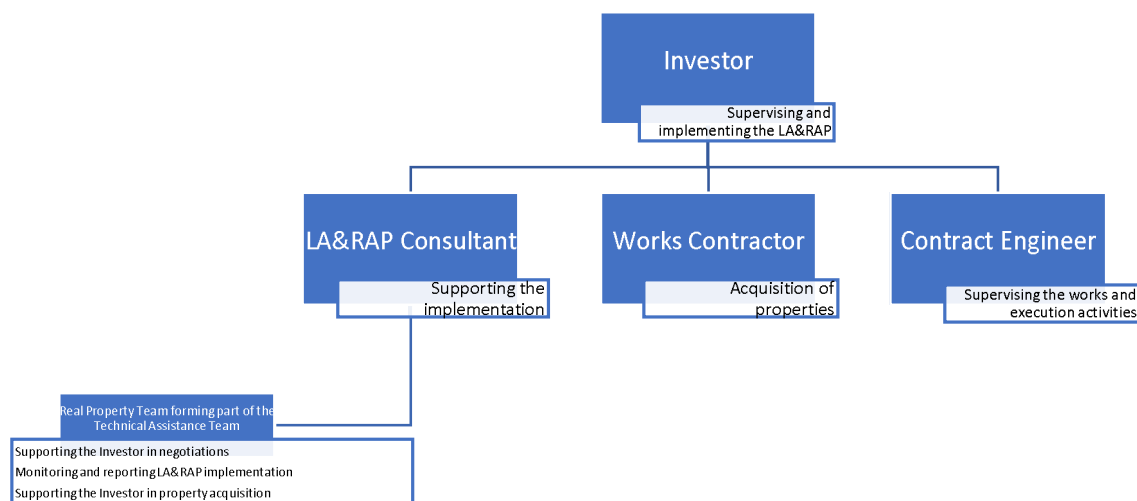 Investor
Supervising and
implementing the LA&RAP
LA&RAP Consultant
Supporting the
implementation
Works Contractor
Acquisition of
properties
Contract Engineer
Supervising the works and
execution activities
Real Property Team forming part of the
Technical Assistance Team
Supporting the Investor in negotiations
Monitoring and reporting LA&RAP implementation
Supporting the Investor in property acquisition